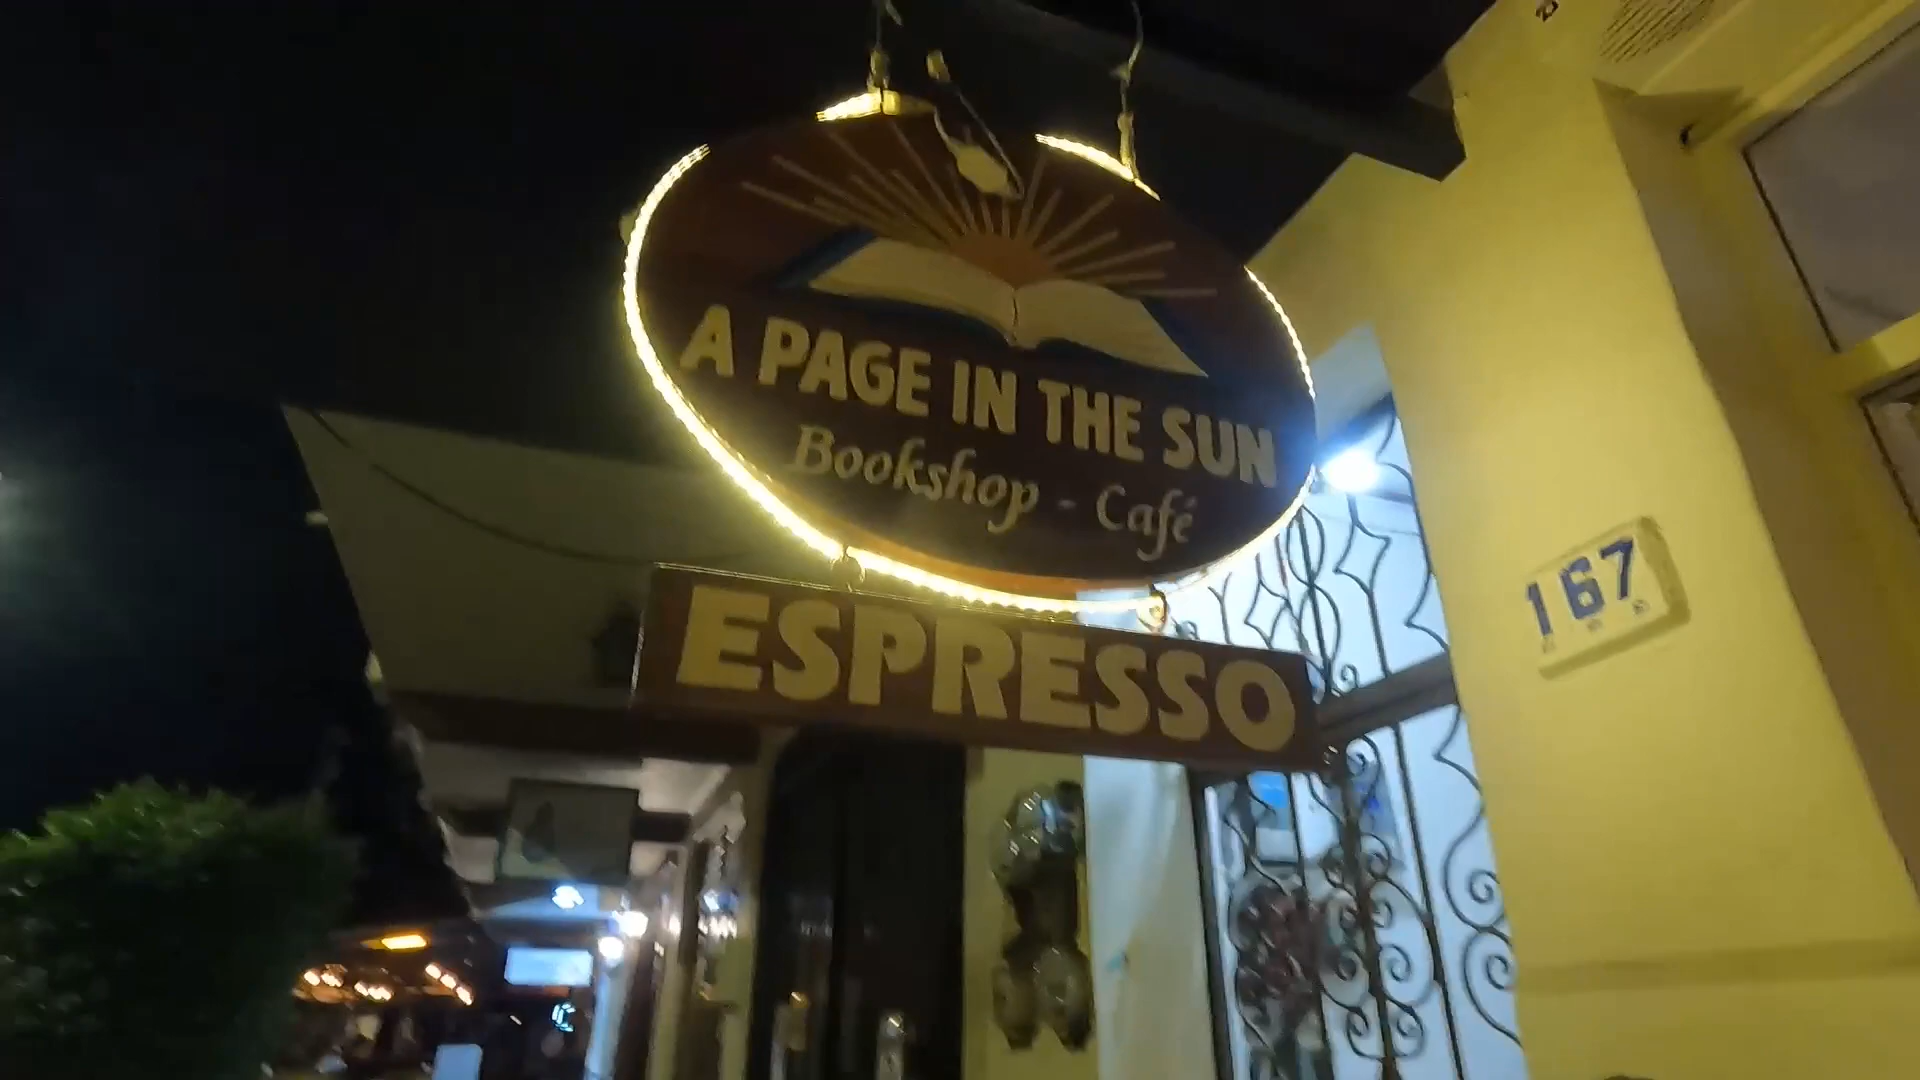 A PAGE IN THE SUN
Bookshop - Café
ESPRESSO
167